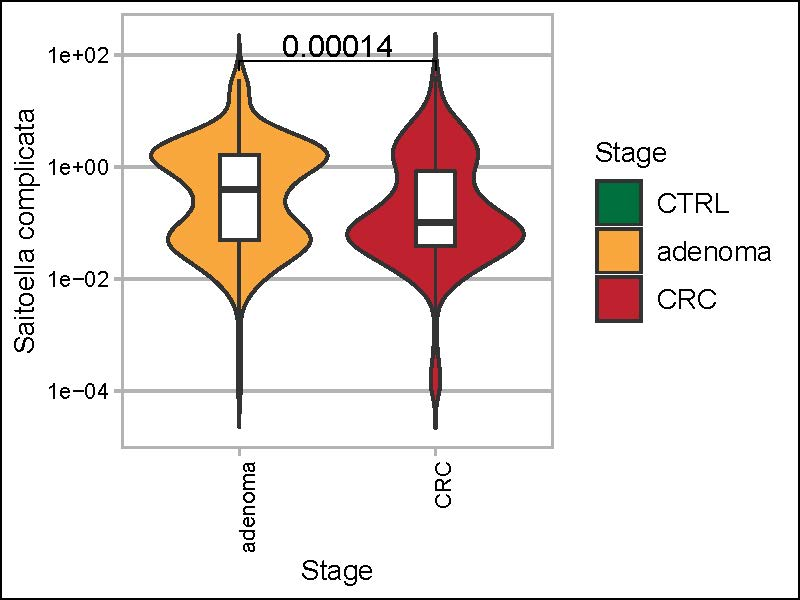 0.00014
1e+02
1e+00
1e−02
1e−04
Saitoella complicata
adenoma
CRC
Stage
Stage
CTRL
adenoma
CRC